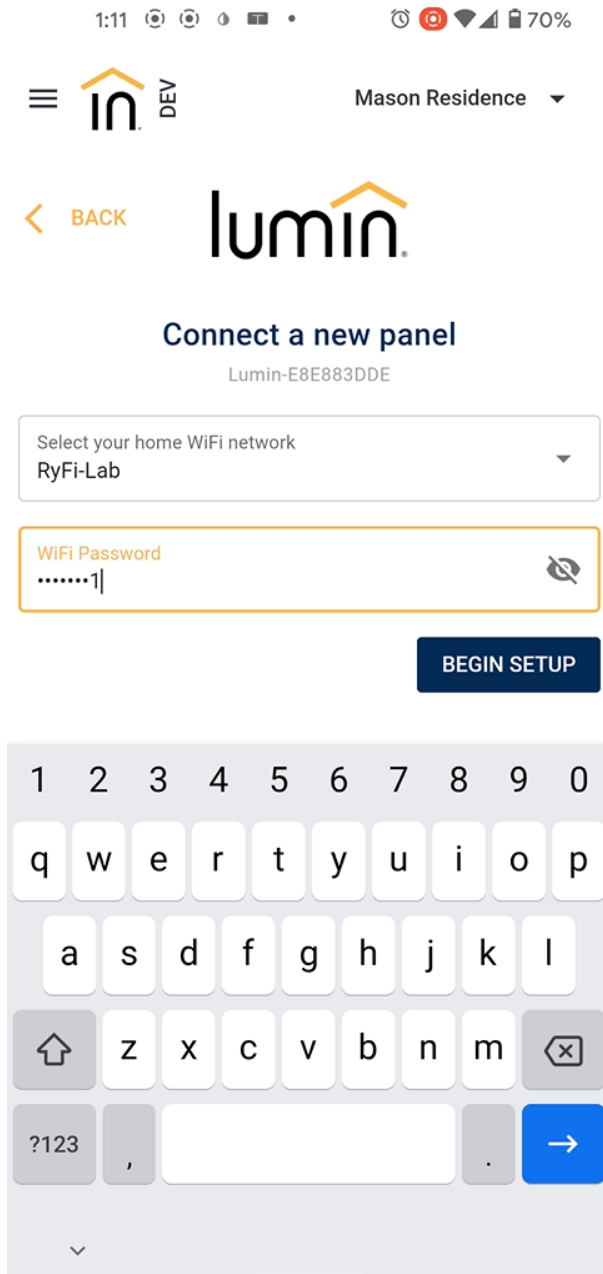 1:11 70%
in DEV Mason Residence
BACK
lumin
Connect a new panel
Lumin-E8E883DDE
Select your home WiFi network
RyFi-Lab
WiFi Password
•••••••1
BEGIN SETUP
1 2 3 4 5 6 7 8 9 0
q w e r t y u i o p
a s d f g h j k l
z x c v b n m
?123 , .